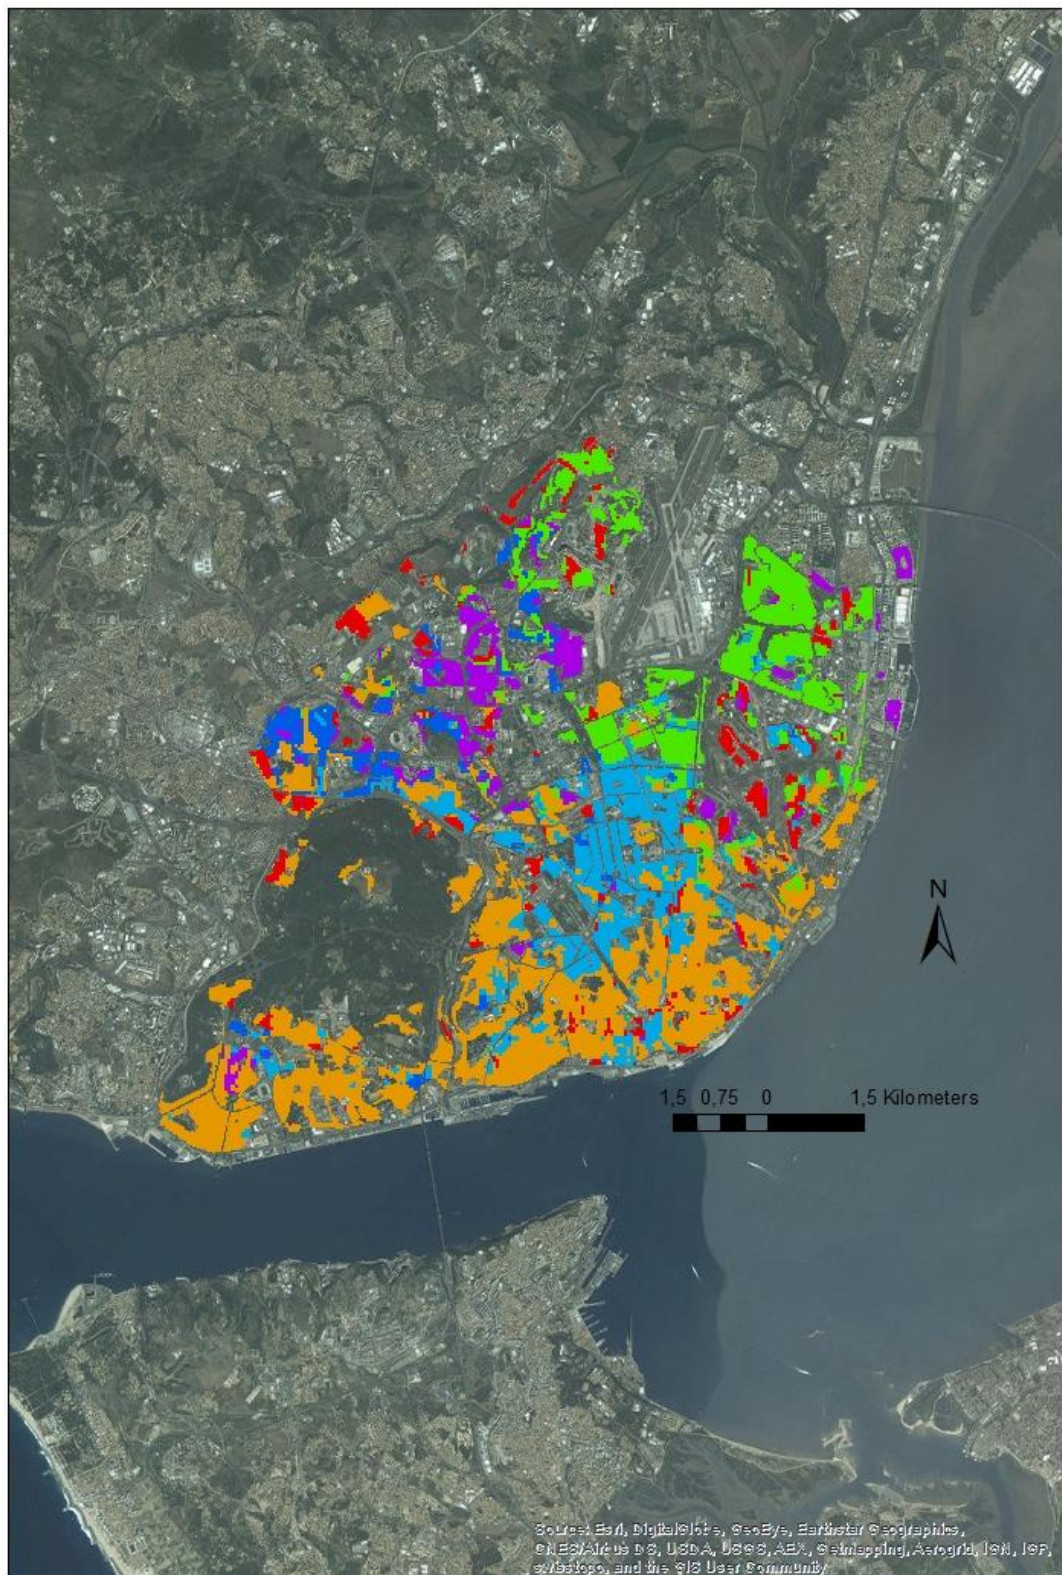 N
1,5 0,75 0 1,5 Kilometers
Source: Esri, DigitalGlobe, GeoEye, Earthstar Geographics,
CNES/Airbus DS, USDA, USGS, AEX, Getmapping, Aerogrid, IGN, IGP,
swisstopo, and the GIS User Community